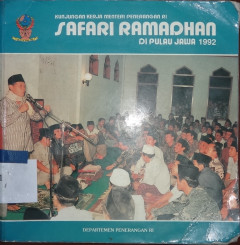 KUNJUNGAN KERJA MENTERI PENERANGAN RI
SAFARI RAMADHAN
DI PULAU JAWA 1992
DEPARTEMEN PENERANGAN RI